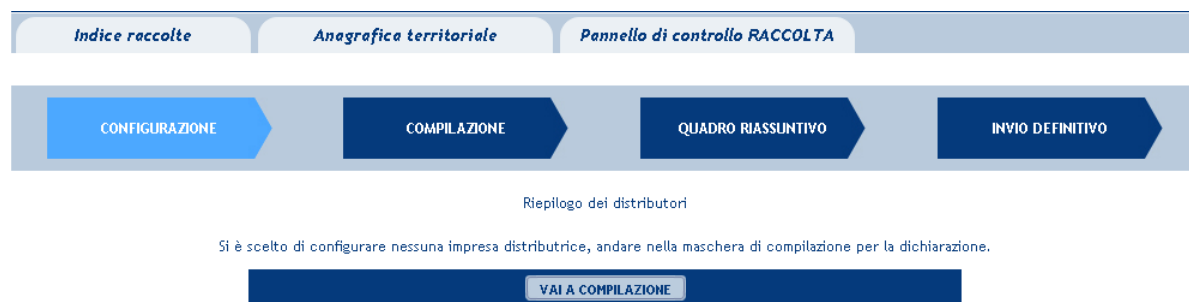 Indice raccolte Anagrafica territoriale Pannello di controllo RACCOLTA
CONFIGURAZIONE COMPILAZIONE QUADRO RIASSUNTIVO INVIO DEFINITIVO
Riepilogo dei distributori
Si è scelto di configurare nessuna impresa distributrice, andare nella maschera di compilazione per la dichiarazione.
VAI A COMPILAZIONE